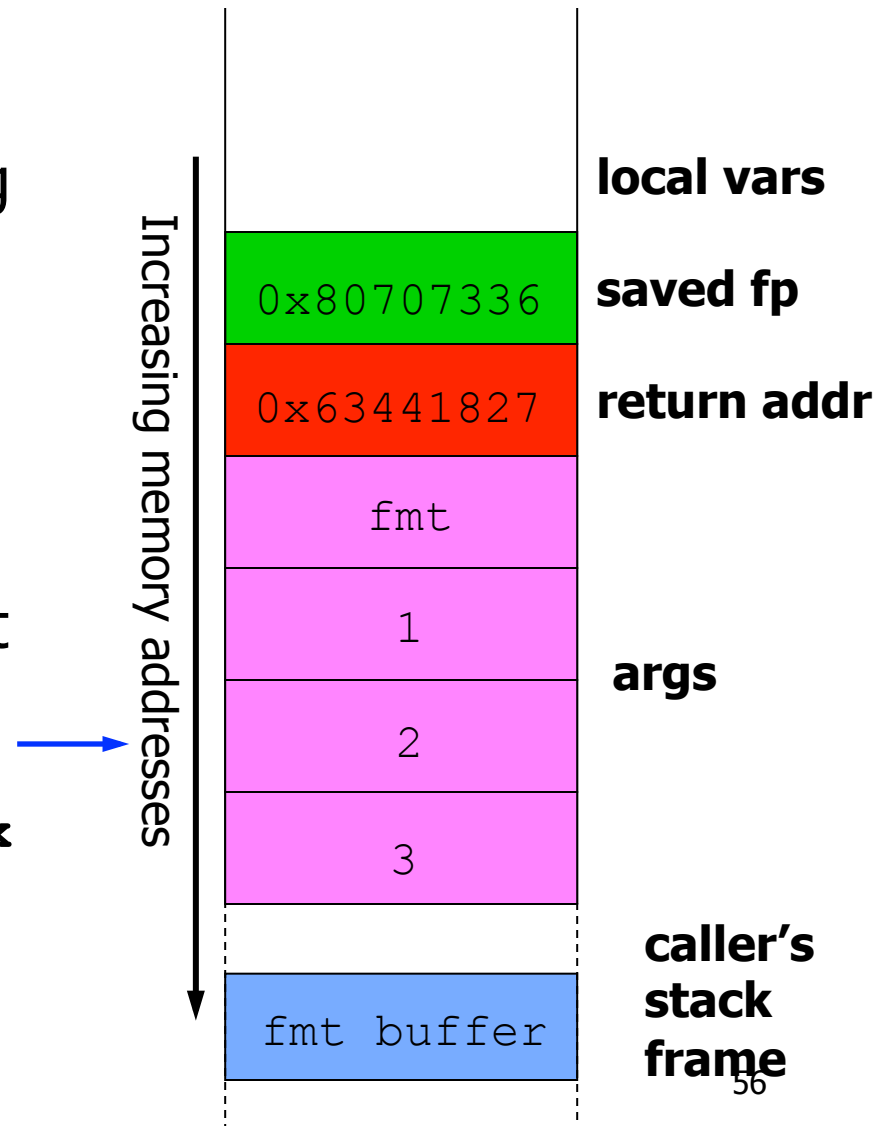 local vars
Increasing memory addresses
0x80707336
saved fp
0x63441827
return addr
fmt
1
args
2
3
caller’s
stack
frame
fmt buffer
56